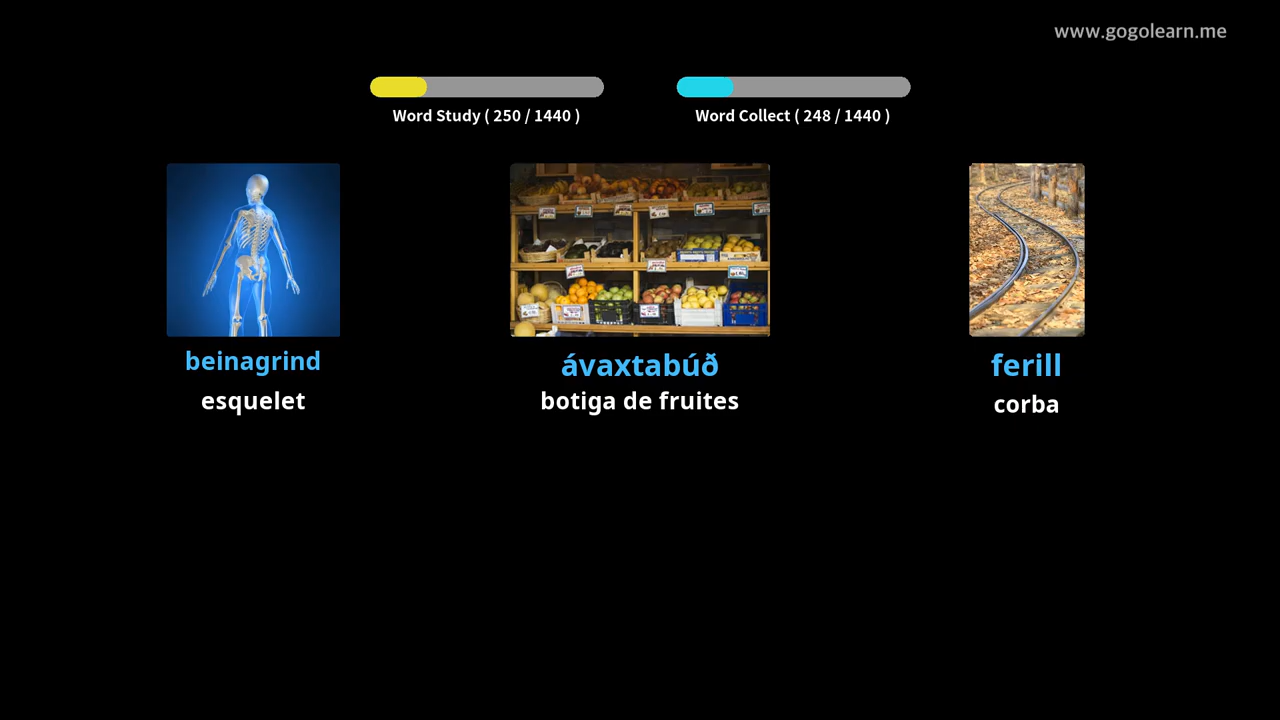 www.gogolearn.me
Word Study ( 250 / 1440 )
Word Collect ( 248 / 1440 )
beinagrind
esquelet
ávaxtabúð
botiga de fruites
ferill
corba